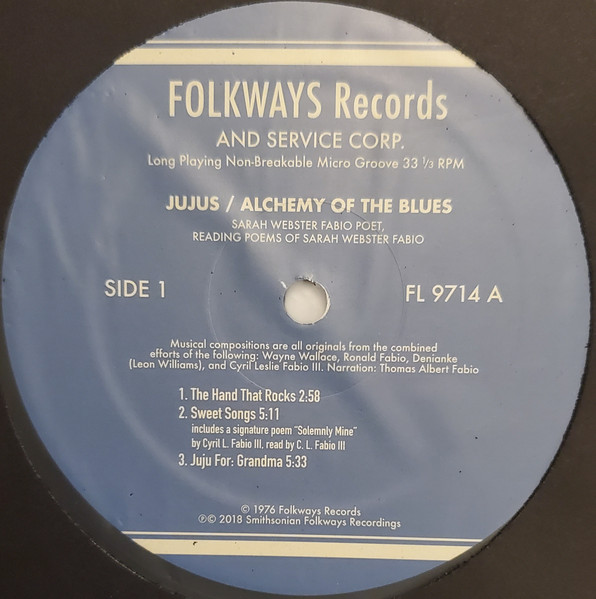 FOLKWAYS Records
AND SERVICE CORP.
Long Playing Non-Breakable Micro Groove 33 1/3 RPM
JUJUS / ALCHEMY OF THE BLUES
SARAH WEBSTER FABIO POET,
READING POEMS OF SARAH WEBSTER FABIO
SIDE 1
FL 9714 A
Musical compositions are all originals from the combined
efforts of the following: Wayne Wallace, Ronald Fabio, Denianke
(Leon Williams), and Cyril Leslie Fabio III. Narration: Thomas Albert Fabio
1. The Hand That Rocks 2:58
2. Sweet Songs 5:11
includes a signature poem "Solemnly Mine"
by Cyril L. Fabio III, read by C. L. Fabio III
3. Juju For: Grandma 5:33
© 1976 Folkways Records
℗© 2018 Smithsonian Folkways Recordings